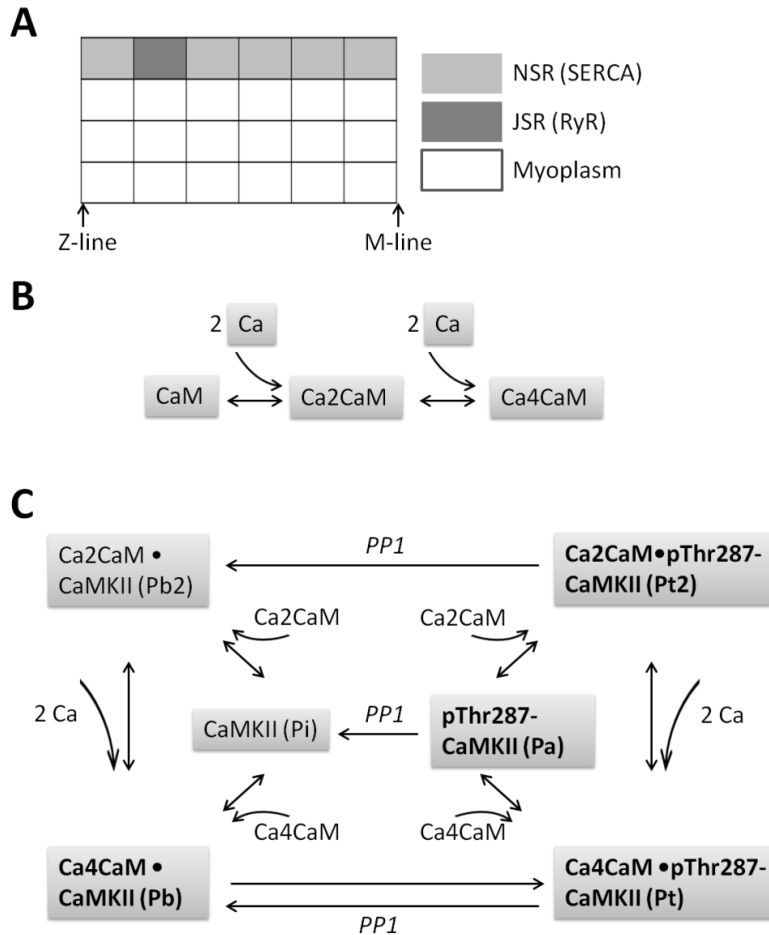 A
NSR (SERCA)
JSR (RyR)
Myoplasm
Z-line
M-line
B
2 Ca
2 Ca
CaM
Ca2CaM
Ca4CaM
C
Ca2CaM •
CaMKII (Pb2)
PP1
Ca2CaM•pThr287-
CaMKII (Pt2)
Ca2CaM
Ca2CaM
2 Ca
CaMKII (Pi)
PP1
pThr287-
CaMKII (Pa)
2 Ca
Ca4CaM
Ca4CaM
Ca4CaM •
CaMKII (Pb)
PP1
Ca4CaM •pThr287-
CaMKII (Pt)